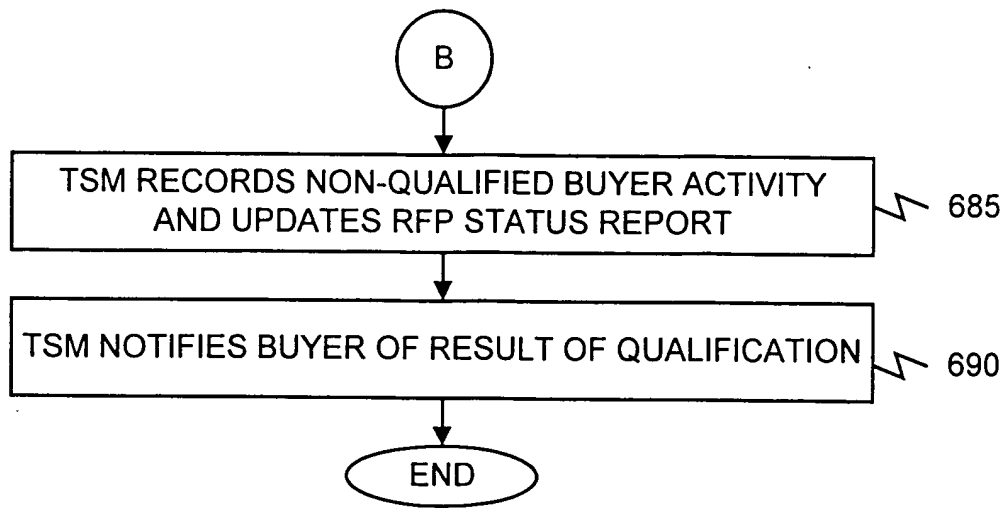 B
TSM RECORDS NON-QUALIFIED BUYER ACTIVITY
AND UPDATES RFP STATUS REPORT
685
TSM NOTIFIES BUYER OF RESULT OF QUALIFICATION
690
END